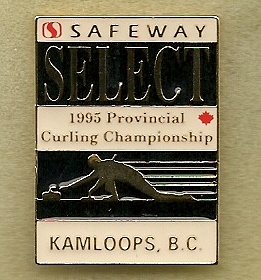 S SAFEWAY
SELECT
1995 Provincial
Curling Championship
KAMLOOPS, B.C.